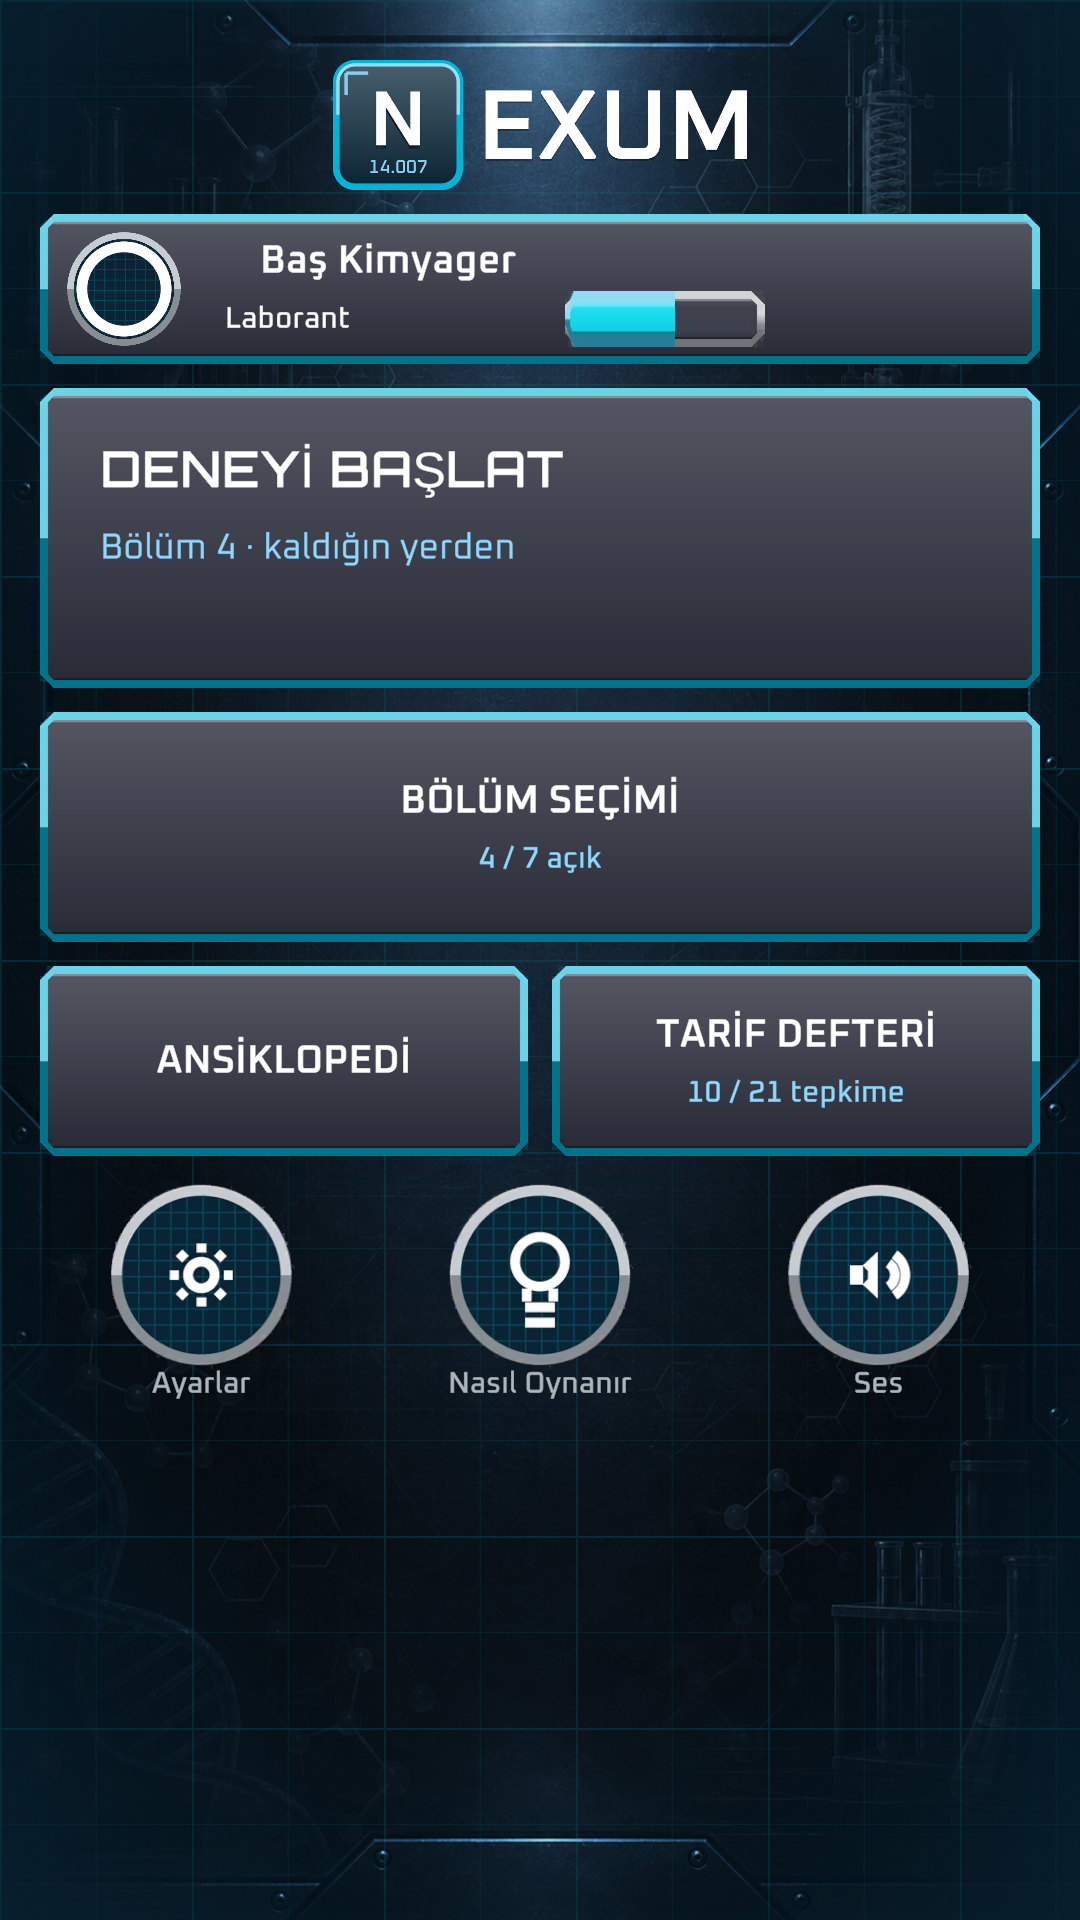 N EXUM
14.007
Baş Kimyager
Laborant
DENEYİ BAŞLAT
Bölüm 4 · kaldığın yerden
BÖLÜM SEÇİMİ
4 / 7 açık
ANSİKLOPEDİ
TARİF DEFTERİ
10 / 21 tepkime
Ayarlar
Nasıl Oynanır
Ses